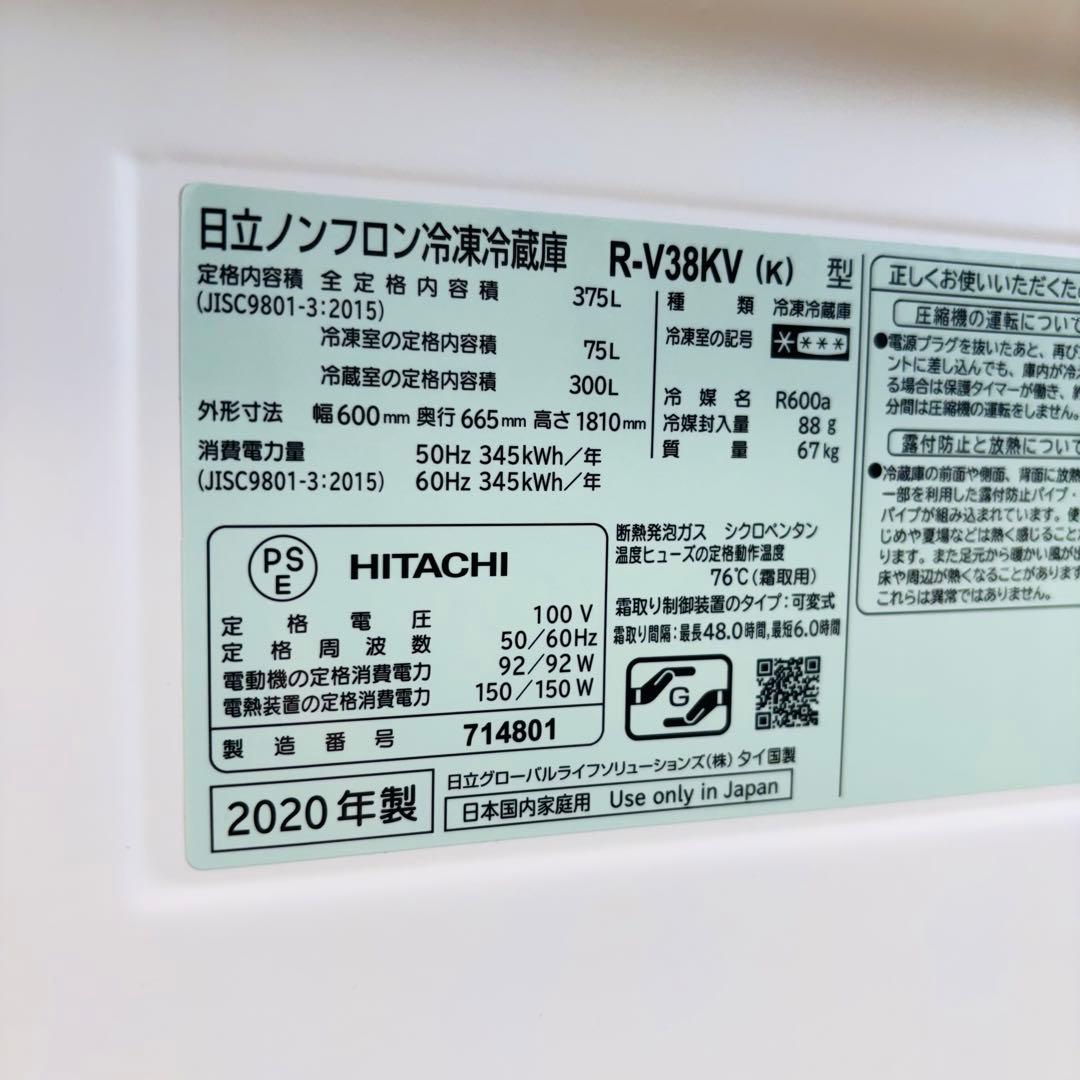 日立ノンフロン冷凍冷蔵庫 R-V38KV (K) 型
定格内容積 全定格内容積 375L
(JISC9801-3:2015)
冷凍室の定格内容積 75L
冷蔵室の定格内容積 300L
外形寸法 幅600mm 奥行665mm 高さ1810mm
消費電力量 50Hz 345kWh/年
(JISC9801-3:2015) 60Hz 345kWh/年
種類 冷凍冷蔵庫
冷凍室の記号 ****
冷媒名 R600a
冷媒封入量 88g
質量 67kg
PSE HITACHI
定格電圧 100V
定格周波数 50/60Hz
電動機の定格消費電力 92/92W
電熱装置の定格消費電力 150/150W
製造番号 714801
断熱発泡ガス シクロペンタン
温度ヒューズの定格動作温度
76℃(霜取用)
霜取り制御装置のタイプ:可変式
霜取り間隔:最長48.0時間,最短6.0時間
G
2020年製
日立グローバルライフソリューションズ(株) タイ国製
日本国内家庭用 Use only in Japan
正しくお使いいただくた
圧縮機の運転について
●電源プラグを抜いたあと、再び
ントに差し込んでも、庫内が冷え
る場合は保護タイマーが働き、
分間は圧縮機の運転をしません。
露付防止と放熱について
●冷蔵庫の前面や側面、背面に放熱
一部を利用した露付防止パイプ・
パイプが組み込まれています。使
じめや夏場などは熱く感じること
ります。また足元から暖かい風が出
床や周辺が熱くなることがあります
これらは異常ではありません。